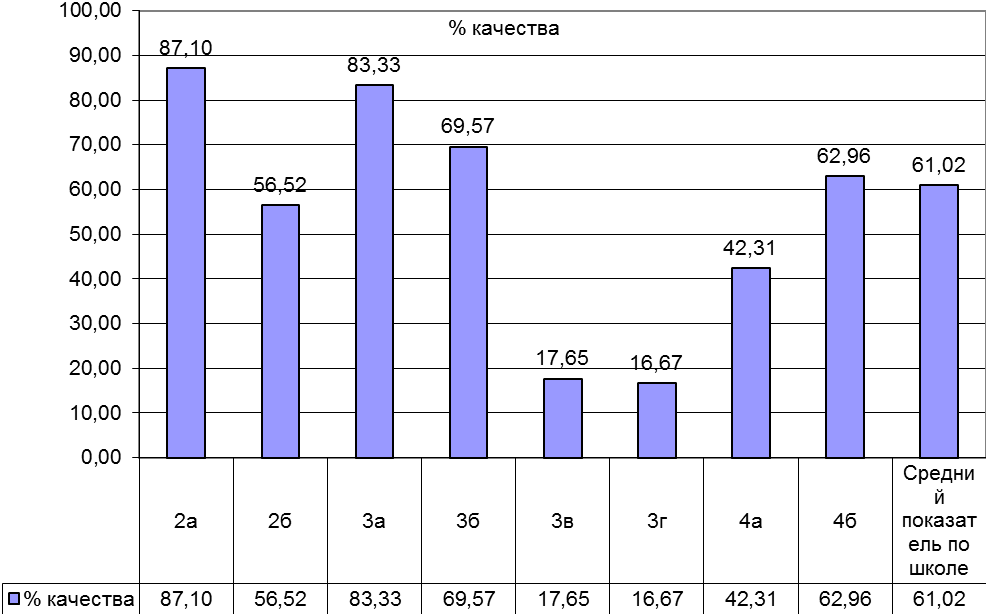 % качества
100,00
90,00
80,00
70,00
60,00
50,00
40,00
30,00
20,00
10,00
0,00
87,10
56,52
83,33
69,57
17,65
16,67
42,31
62,96
61,02
2а
2б
3а
3б
3в
3г
4а
4б
Средни
й
показат
ель по
школе
% качества 87,10 56,52 83,33 69,57 17,65 16,67 42,31 62,96 61,02